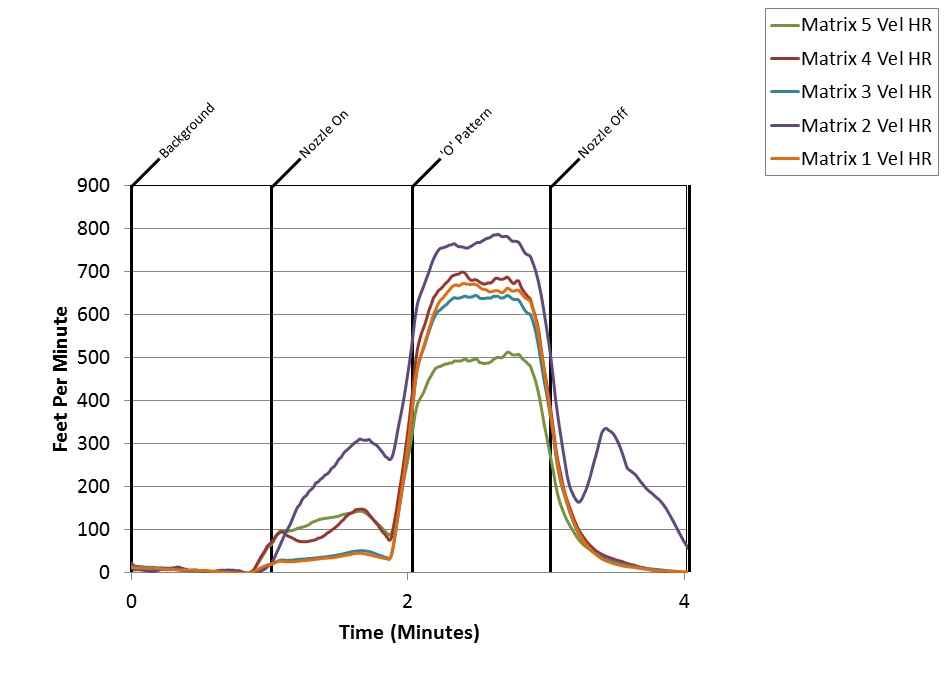 Matrix 5 Vel HR
Matrix 4 Vel HR
Matrix 3 Vel HR
Matrix 2 Vel HR
Matrix 1 Vel HR
Background
Nozzle On
'O' Pattern
Nozzle Off
900
800
700
600
500
400
300
200
100
0
Feet Per Minute
0
2
4
Time (Minutes)